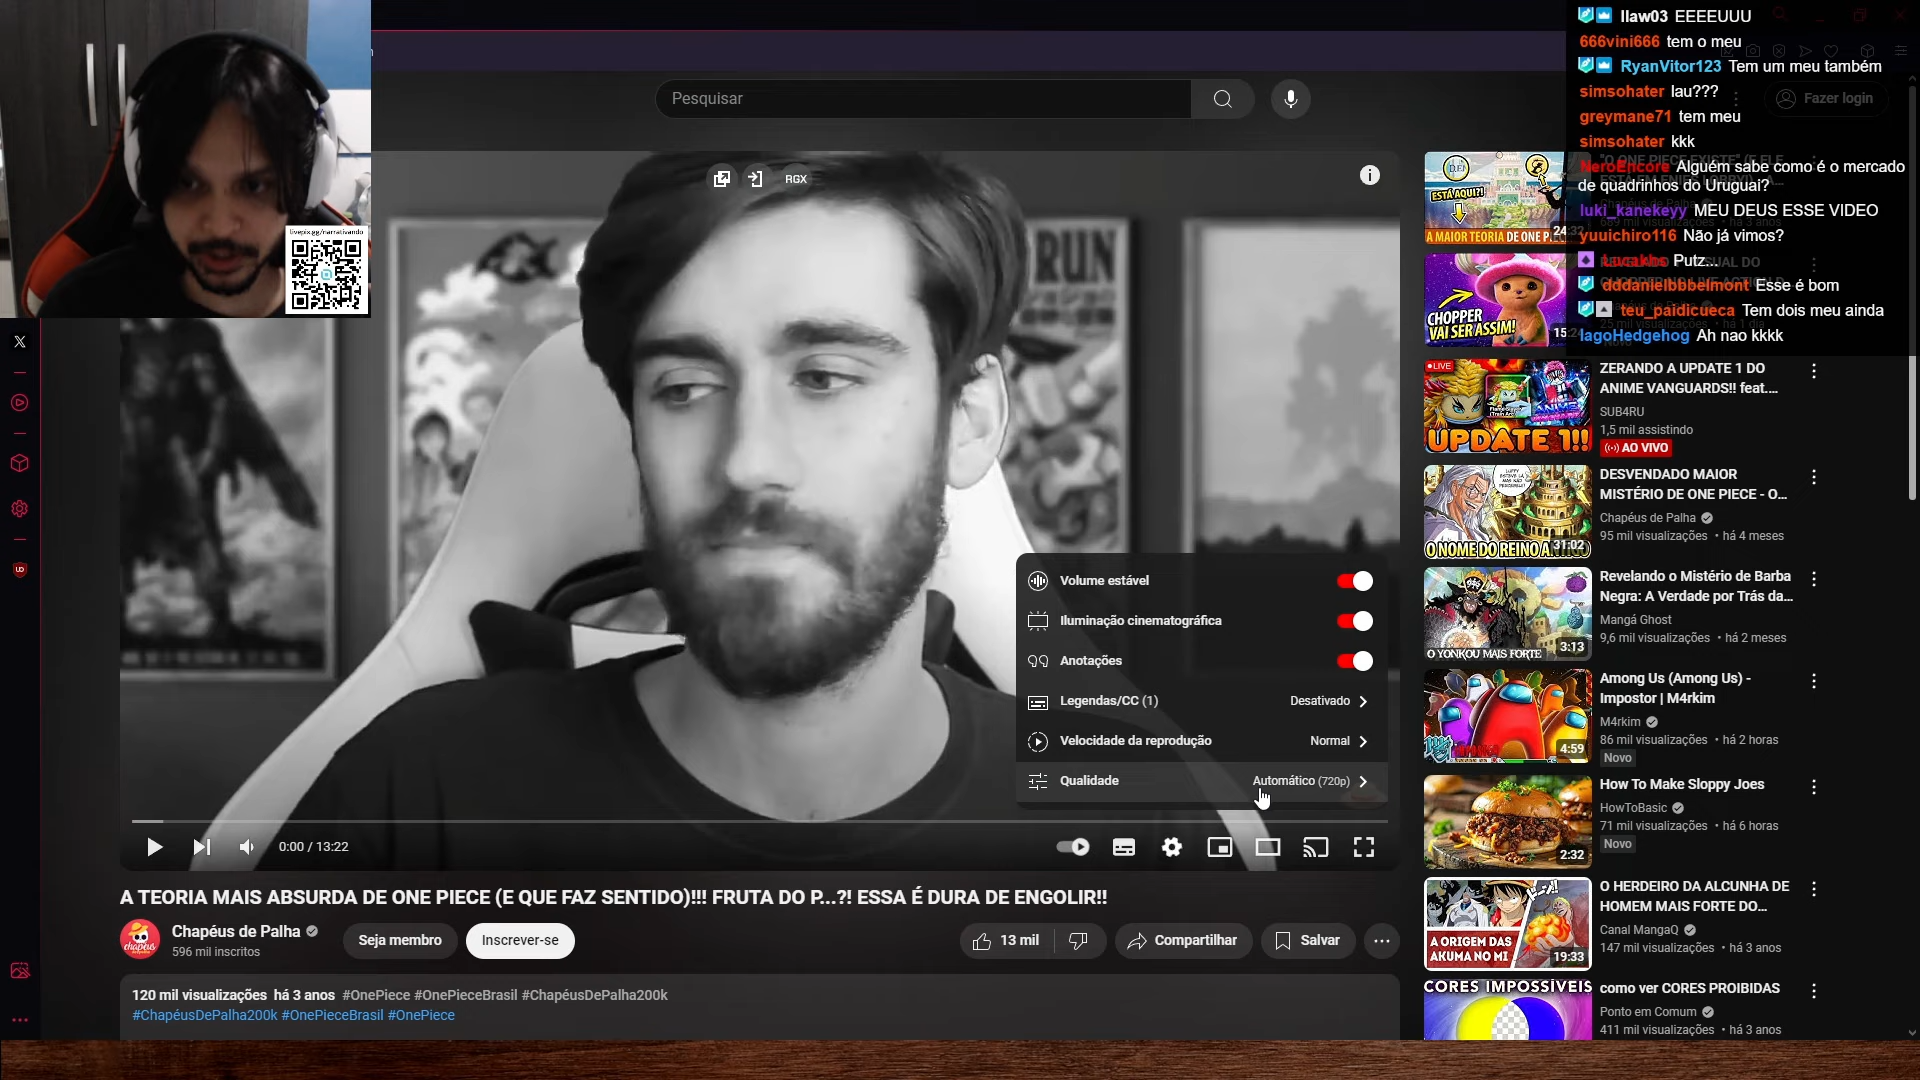 livepix.gg/narrativando
Pesquisar
Fazer login
llaw03 EEEEUUU
666vini666 tem o meu
RyanVitor123 Tem um meu também
simsohater lau???
greymane71 tem meu
simsohater kkk
NeroEncore Alguém sabe como é o mercado
de quadrinhos do Uruguai?
luki_kanekeyy MEU DEUS ESSE VIDEO
yuuichiro116 Não já vimos?
Lucakhs Putz...
dddanielbbbelmont Esse é bom
teu_paidicueca Tem dois meu ainda
IagoHedgehog Ah nao kkkk
RGX
RUN
Volume estável
Iluminação cinematográfica
Anotações
Legendas/CC (1) Desativado
Velocidade da reprodução Normal
Qualidade Automático (720p)
0:00 / 13:22
A TEORIA MAIS ABSURDA DE ONE PIECE (E QUE FAZ SENTIDO)!!! FRUTA DO P...?! ESSA É DURA DE ENGOLIR!!
Chapéus de Palha
596 mil inscritos
Seja membro
Inscrever-se
13 mil
Compartilhar
Salvar
120 mil visualizações há 3 anos #OnePiece #OnePieceBrasil #ChapéusDePalha200k
#ChapéusDePalha200k #OnePieceBrasil #OnePiece
ESTÁ AQUI?!
A MAIOR TEORIA DE ONE
CHOPPER
VAI SER ASSIM!
LIVE
UPDATE 1!!
ZERANDO A UPDATE 1 DO
ANIME VANGUARDS!! feat....
SUB4RU
1,5 mil assistindo
AO VIVO
O NOME DO REINO
31:02
DESVENDADO MAIOR
MISTÉRIO DE ONE PIECE - O...
Chapéus de Palha
95 mil visualizações • há 4 meses
O YONKOU MAIS FORTE
3:13
Revelando o Mistério de Barba
Negra: A Verdade por Trás da...
Mangá Ghost
9,6 mil visualizações • há 2 meses
4:59
Among Us (Among Us) -
Impostor | M4rkim
M4rkim
86 mil visualizações • há 2 horas
Novo
2:32
How To Make Sloppy Joes
HowToBasic
71 mil visualizações • há 6 horas
Novo
A ORIGEM DAS
AKUMA NO MI
19:33
O HERDEIRO DA ALCUNHA DE
HOMEM MAIS FORTE DO...
Canal MangaQ
147 mil visualizações • há 3 anos
CORES IMPOSSÍVEIS
como ver CORES PROIBIDAS
Ponto em Comum
411 mil visualizações • há 3 anos